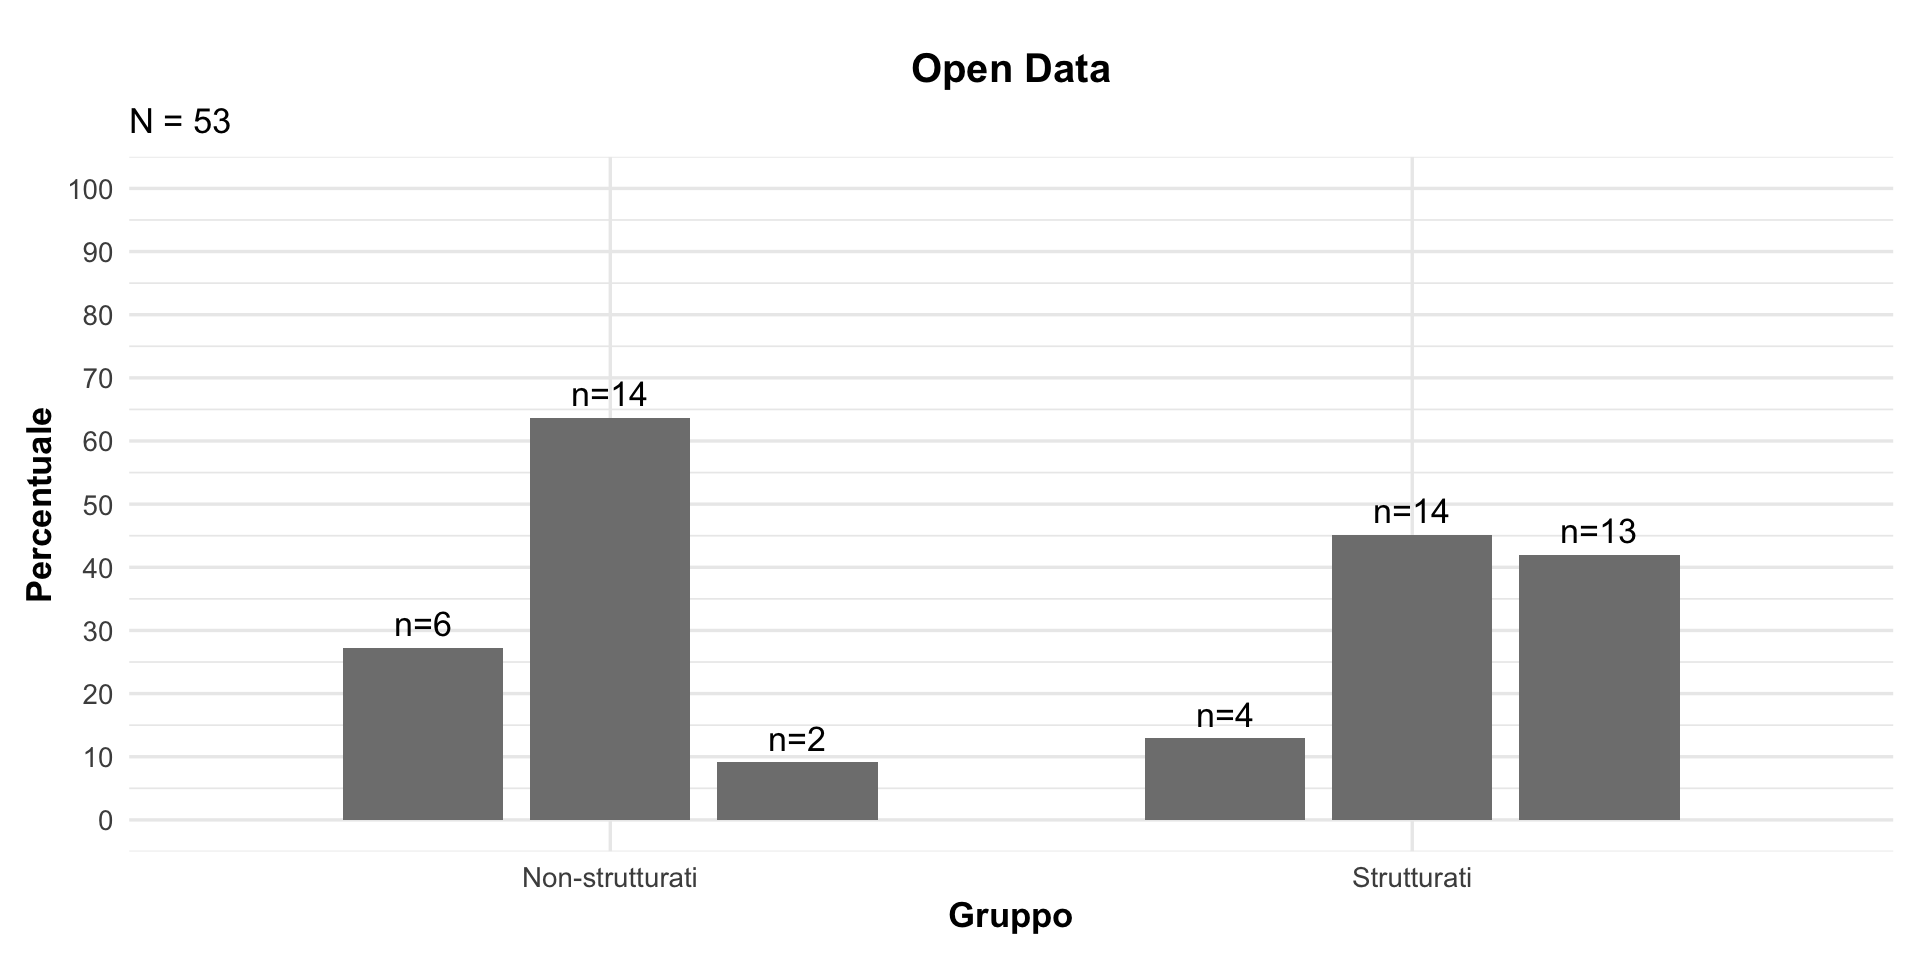 Open Data
N = 53
100
90
80
70
60
50
40
30
20
10
0
Percentuale
n=6
n=14
n=2
n=4
n=14
n=13
Non-strutturati
Strutturati
Gruppo